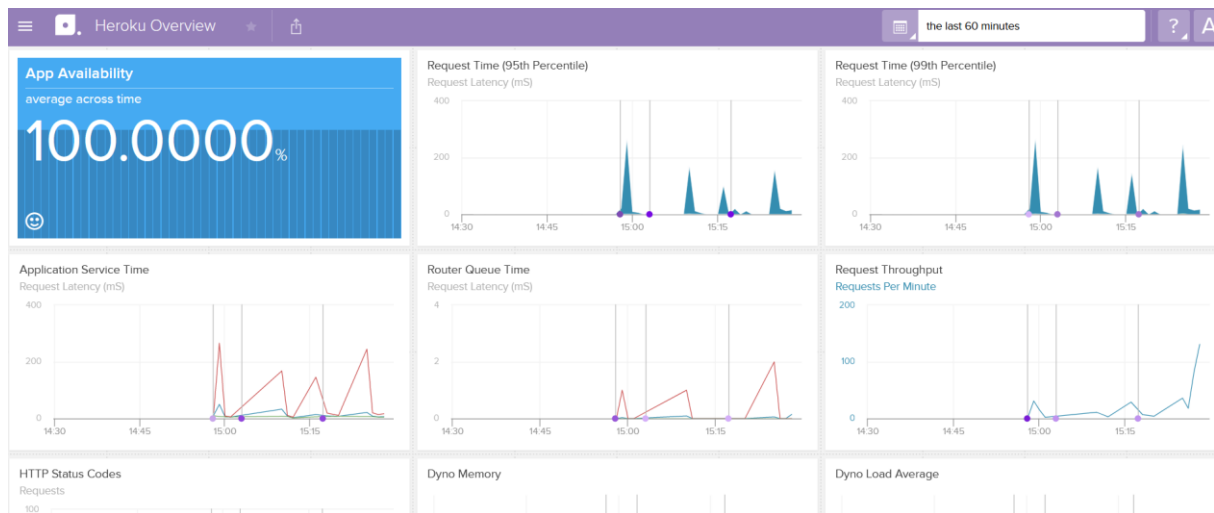 Heroku Overview
the last 60 minutes
?
A
App Availability
average across time
100.0000%
Request Time (95th Percentile)
Request Latency (mS)
400
200
0
14:30 14:45 15:00 15:15
Request Time (99th Percentile)
Request Latency (mS)
400
200
0
14:30 14:45 15:00 15:15
Application Service Time
Request Latency (mS)
400
200
0
14:30 14:45 15:00 15:15
Router Queue Time
Request Latency (mS)
4
2
0
14:30 14:45 15:00 15:15
Request Throughput
Requests Per Minute
200
100
0
14:30 14:45 15:00 15:15
HTTP Status Codes
Requests
100
Dyno Memory
Dyno Load Average